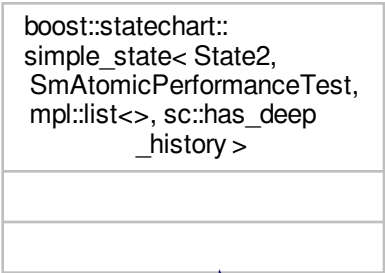 boost::statechart::
simple_state< State2,
SmAtomicPerformanceTest,
mpl::list<>, sc::has_deep
_history >